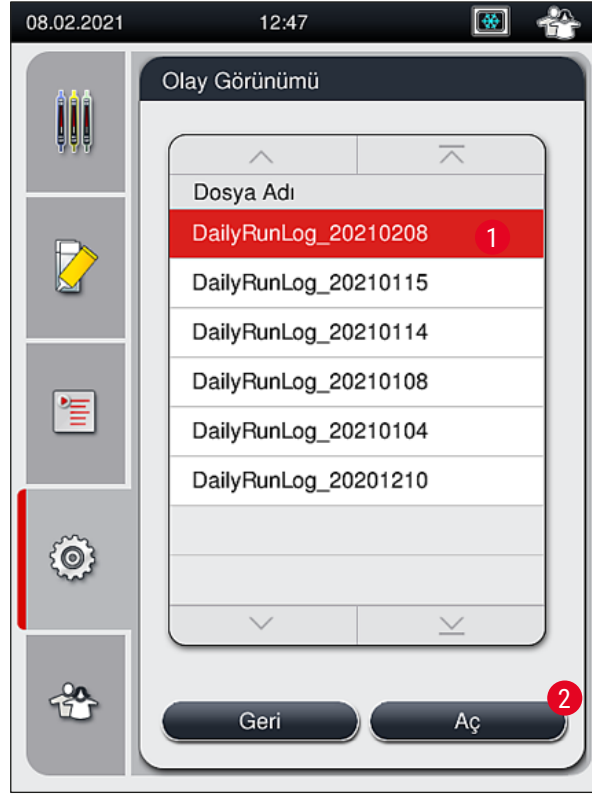 08.02.2021 12:47
Olay Görünümü
Dosya Adı
DailyRunLog_20210208 1
DailyRunLog_20210115
DailyRunLog_20210114
DailyRunLog_20210108
DailyRunLog_20210104
DailyRunLog_20201210
2
Geri Aç